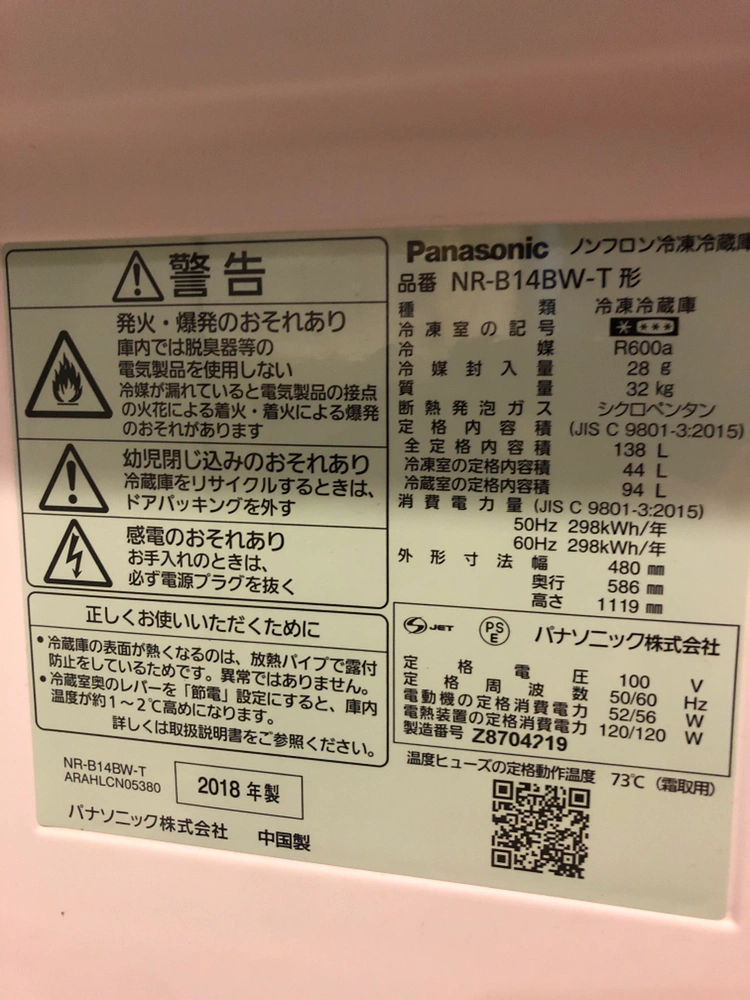 警告
発火・爆発のおそれあり
庫内では脱臭器等の
電気製品を使用しない
冷媒が漏れていると電気製品の接点
の火花による着火・着火による爆発
のおそれがあります
幼児閉じ込めのおそれあり
冷蔵庫をリサイクルするときは、
ドアパッキングを外す
感電のおそれあり
お手入れのときは、
必ず電源プラグを抜く
正しくお使いいただくために
●冷蔵庫の表面が熱くなるのは、放熱パイプで露付
防止をしているためです。異常ではありません。
●冷蔵室奥のレバーを「節電」設定にすると、庫内
温度が約1～2℃高めになります。
詳しくは取扱説明書をご参照ください。
NR-B14BW-T
ARAHLCN05380
2018 年製
パナソニック株式会社 中国製
Panasonic ノンフロン冷凍冷蔵庫
品番 NR-B14BW-T 形
種類 冷凍冷蔵庫
冷凍室の記号 ****
冷媒 R600a
冷媒封入量 28 g
質量 32 kg
断熱発泡ガス シクロペンタン
定格内容積 (JIS C 9801-3:2015)
全定格内容積 138 L
冷凍室の定格内容積 44 L
冷蔵室の定格内容積 94 L
消費電力量 (JIS C 9801-3:2015)
50Hz 298kWh/年
60Hz 298kWh/年
外形寸法 幅 480 mm
奥行 586 mm
高さ 1119 mm
JET PSE パナソニック株式会社
定格電圧 100 V
定格周波数 50/60 Hz
電動機の定格消費電力 52/56 W
電熱装置の定格消費電力 120/120 W
製造番号 Z8704219
温度ヒューズの定格動作温度 73℃ (霜取用)